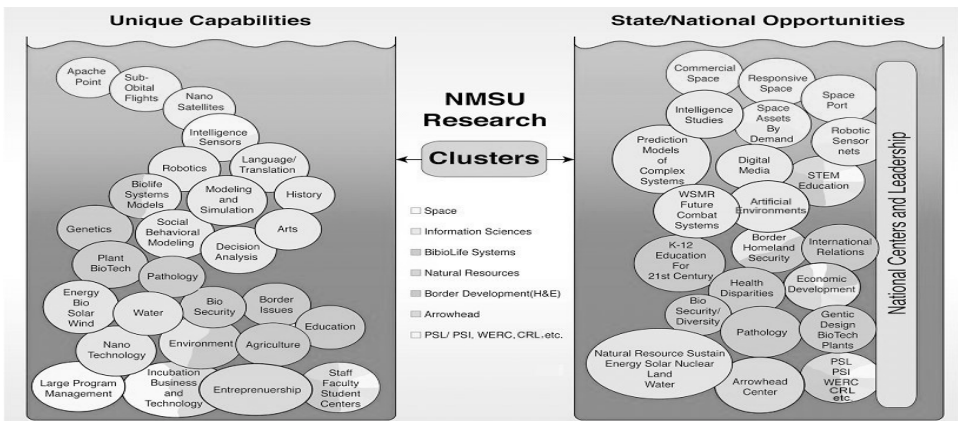 Unique Capabilities
Apache
Point
Sub-
Obital
Flights
Nano
Satellites
Intelligence
Sensors
Robotics
Language/
Translation
Biolife
Systems
Models
Modeling
and
Simulation
History
Genetics
Social
Behavioral
Modeling
Arts
Decision
Analysis
Plant
BioTech
Pathology
Energy
Bio
Solar
Wind
Water
Bio
Security
Border
Issues
Education
Nano
Technology
Environment
Agriculture
Large Program
Management
Incubation
Business
and
Technology
Entreprenuership
Staff
Faculty
Student
Centers
NMSU
Research
Clusters
Space
Information Sciences
BibioLife Systems
Natural Resources
Border Development(H&E)
Arrowhead
PSL/ PSI, WERC,CRL,etc.
State/National Opportunities
Commercial
Space
Responsive
Space
Space
Port
Intelligence
Studies
Space
Assets
By
Demand
Robotic
Sensor
nets
Prediction
Models
of
Complex
Systems
Digital
Media
STEM
Education
WSMR
Future
Combat
Systems
Artificial
Environments
K-12
Education
For
21st Century
Border
Homeland
Security
International
Relations
Health
Disparities
Economic
Development
Bio
Security/
Diversity
Pathology
Gentic
Design
BioTech
Plants
Natural Resource Sustain
Energy Solar Nuclear
Land
Water
Arrowhead
Center
PSL
PSI
WERC
CRL
etc.
National Centers and Leadership